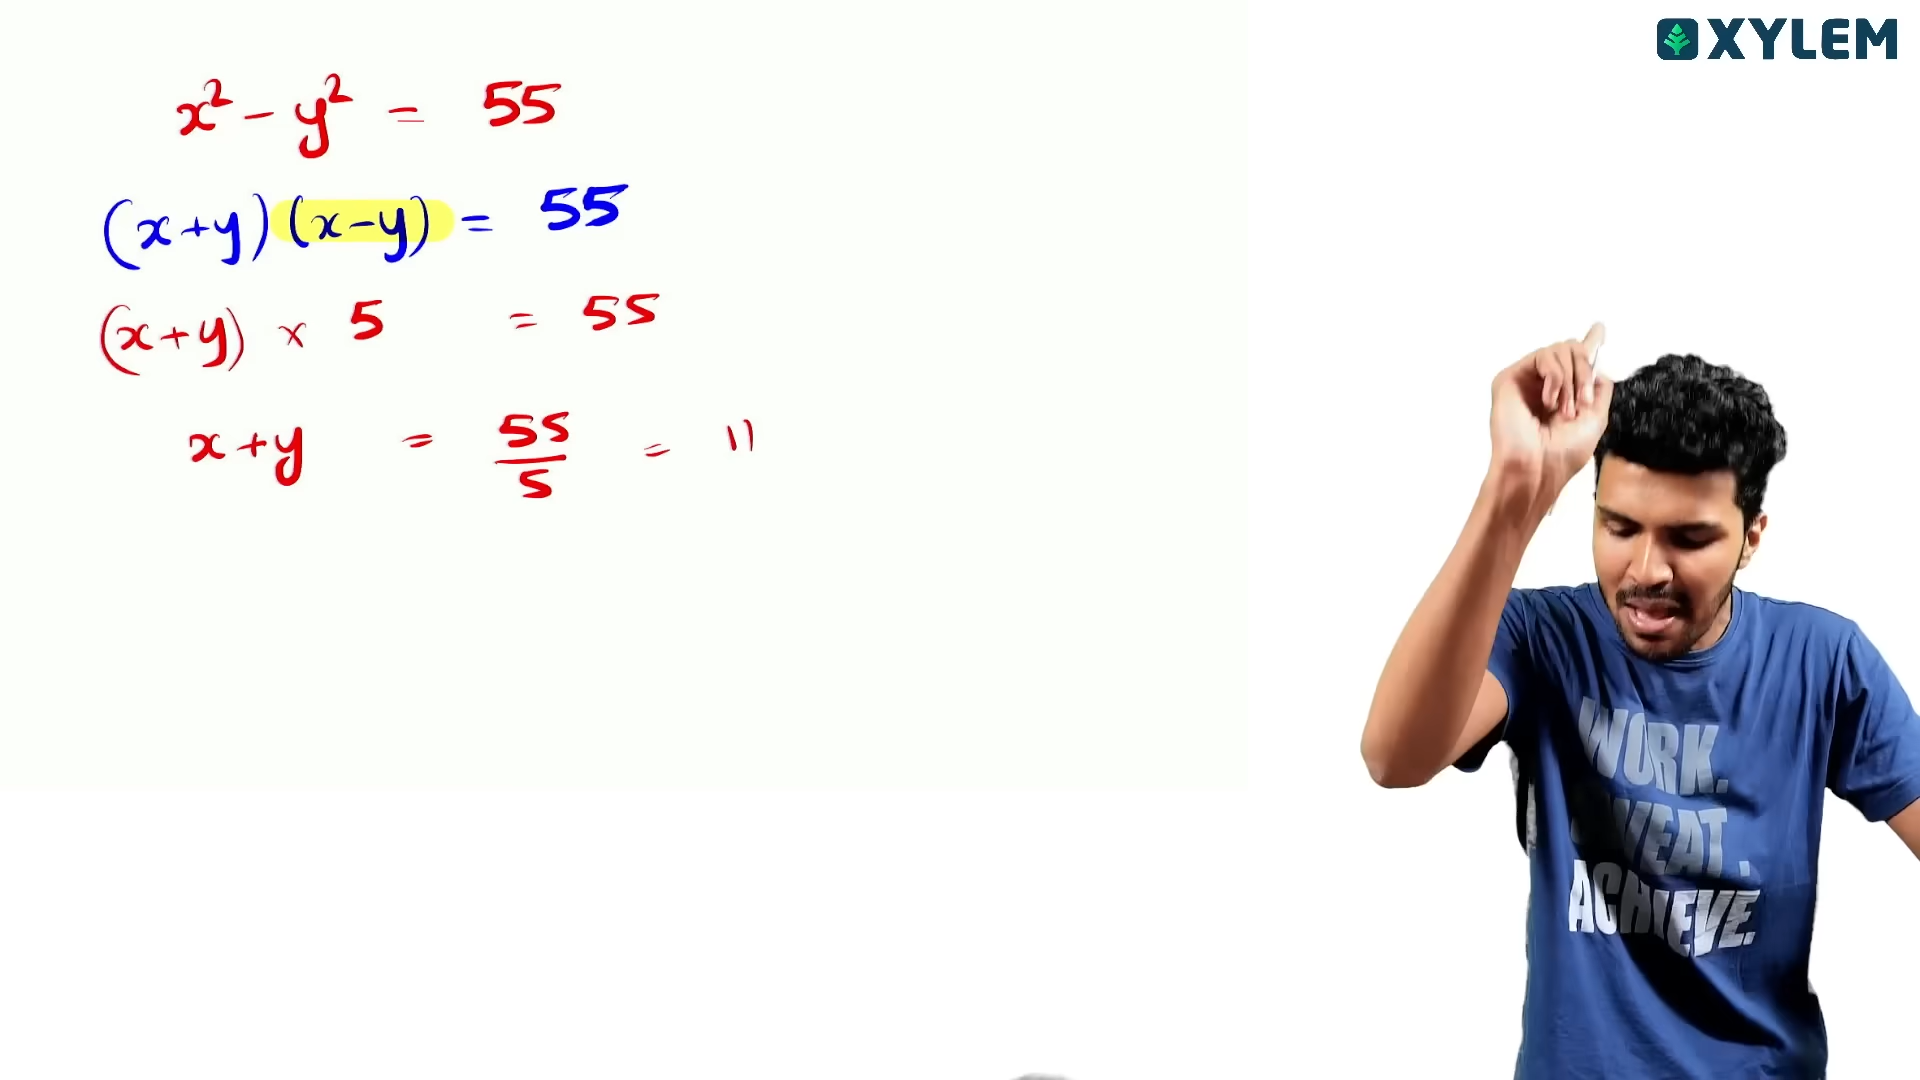 XYLEM
x² - y² = 55
(x+y)(x-y) = 55
(x+y) × 5 = 55
x+y = 55/5 = 11
WORK.
SWEAT.
ACHIEVE.